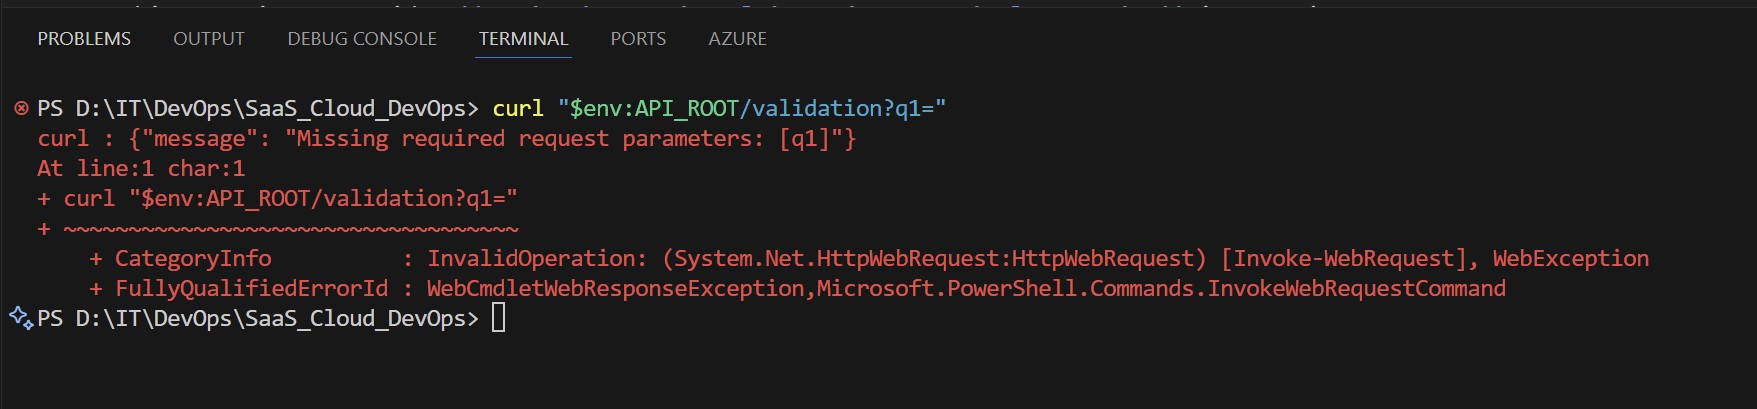 PROBLEMS OUTPUT DEBUG CONSOLE TERMINAL PORTS AZURE
PS D:\IT\DevOps\SaaS_Cloud_DevOps> curl "$env:API_ROOT/validation?q1="
curl : {"message": "Missing required request parameters: [q1]"}
At line:1 char:1
+ curl "$env:API_ROOT/validation?q1="
+ ~~~~~~~~~~~~~~~~~~~~~~~~~~~~~~~~~~~
    + CategoryInfo          : InvalidOperation: (System.Net.HttpWebRequest:HttpWebRequest) [Invoke-WebRequest], WebException
    + FullyQualifiedErrorId : WebCmdletWebResponseException,Microsoft.PowerShell.Commands.InvokeWebRequestCommand
PS D:\IT\DevOps\SaaS_Cloud_DevOps>